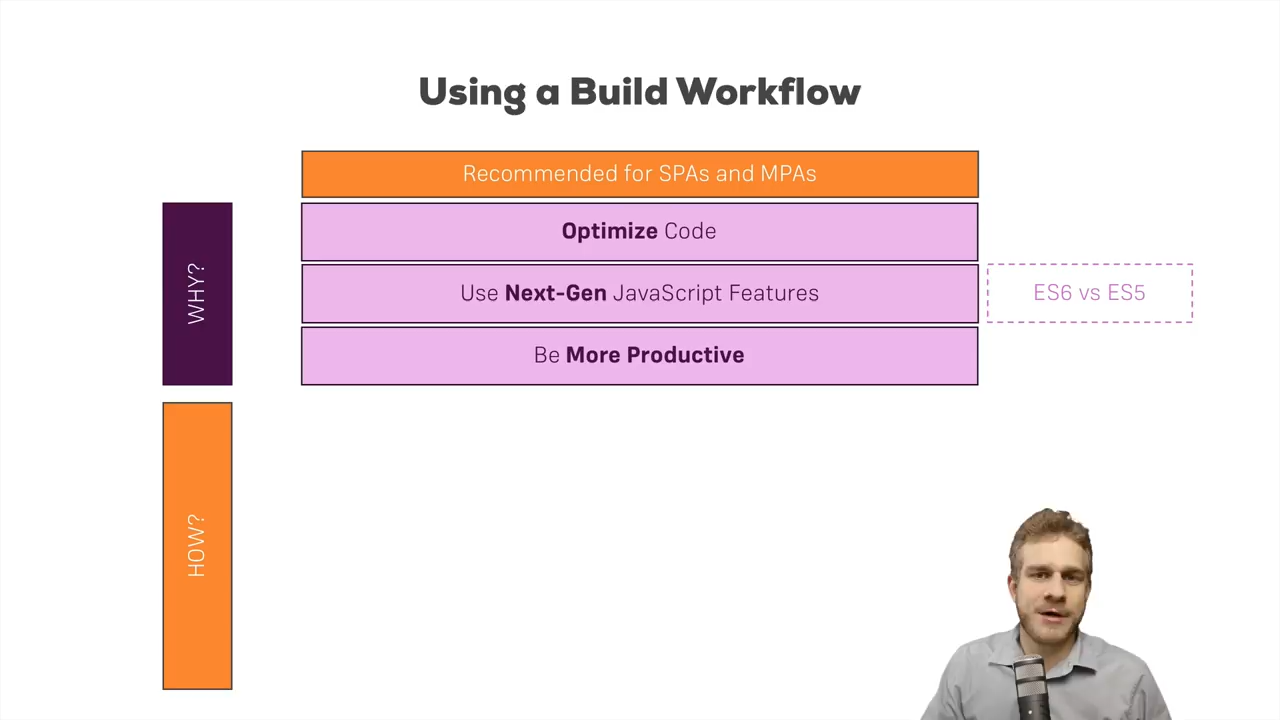 Using a Build Workflow
Recommended for SPAs and MPAs
WHY?
Optimize Code
Use Next-Gen JavaScript Features
ES6 vs ES5
Be More Productive
HOW?